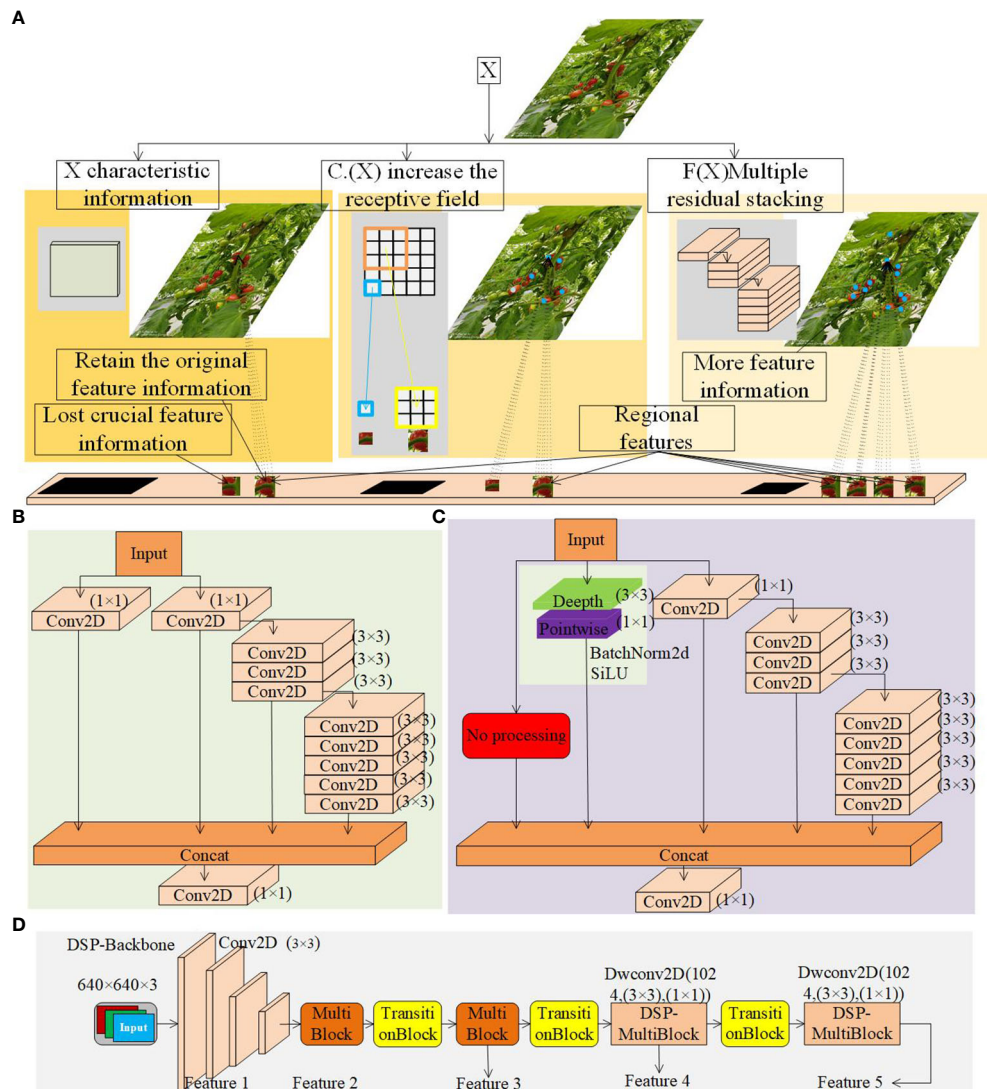 A
X
X characteristic
information
C.(X) increase the
receptive field
F(X)Multiple
residual stacking
Retain the original
feature information
Lost crucial feature
information
More feature
information
Regional
features
B
Input
(1×1)
Conv2D
(1×1)
Conv2D
(3×3)
Conv2D
(3×3)
Conv2D
(3×3)
Conv2D
(3×3)
Conv2D
(3×3)
Conv2D
(3×3)
Conv2D
(3×3)
Conv2D
(3×3)
Conv2D
Concat
Conv2D
(1×1)
C
Input
Deepth
(3×3)
Pointwise
(1×1)
BatchNorm2d
SiLU
No processing
(1×1)
Conv2D
(3×3)
Conv2D
(3×3)
Conv2D
(3×3)
Conv2D
(3×3)
Conv2D
(3×3)
Conv2D
(3×3)
Conv2D
(3×3)
Conv2D
(3×3)
Conv2D
Concat
Conv2D
(1×1)
D
DSP-Backbone
Conv2D (3×3)
640×640×3
Input
Multi
Block
Transiti
onBlock
Multi
Block
Transiti
onBlock
Dwconv2D(102
4,(3×3),(1×1))
DSP-
MultiBlock
Transiti
onBlock
Dwconv2D(102
4,(3×3),(1×1))
DSP-
MultiBlock
Feature 1
Feature 2
Feature 3
Feature 4
Feature 5